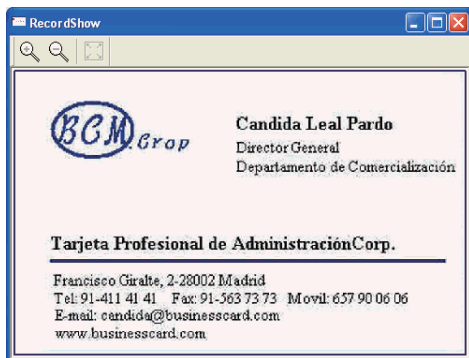 RecordShow
BCM.Grop
Candida Leal Pardo
Director General
Departamento de Comercialización
Tarjeta Profesional de AdministraciónCorp.
Francisco Giralte, 2-28002 Madrid
Tel: 91-411 41 41 Fax: 91-563 73 73 Movil: 657 90 06 06
E-mail: candida@businesscard.com
www.businesscard.com